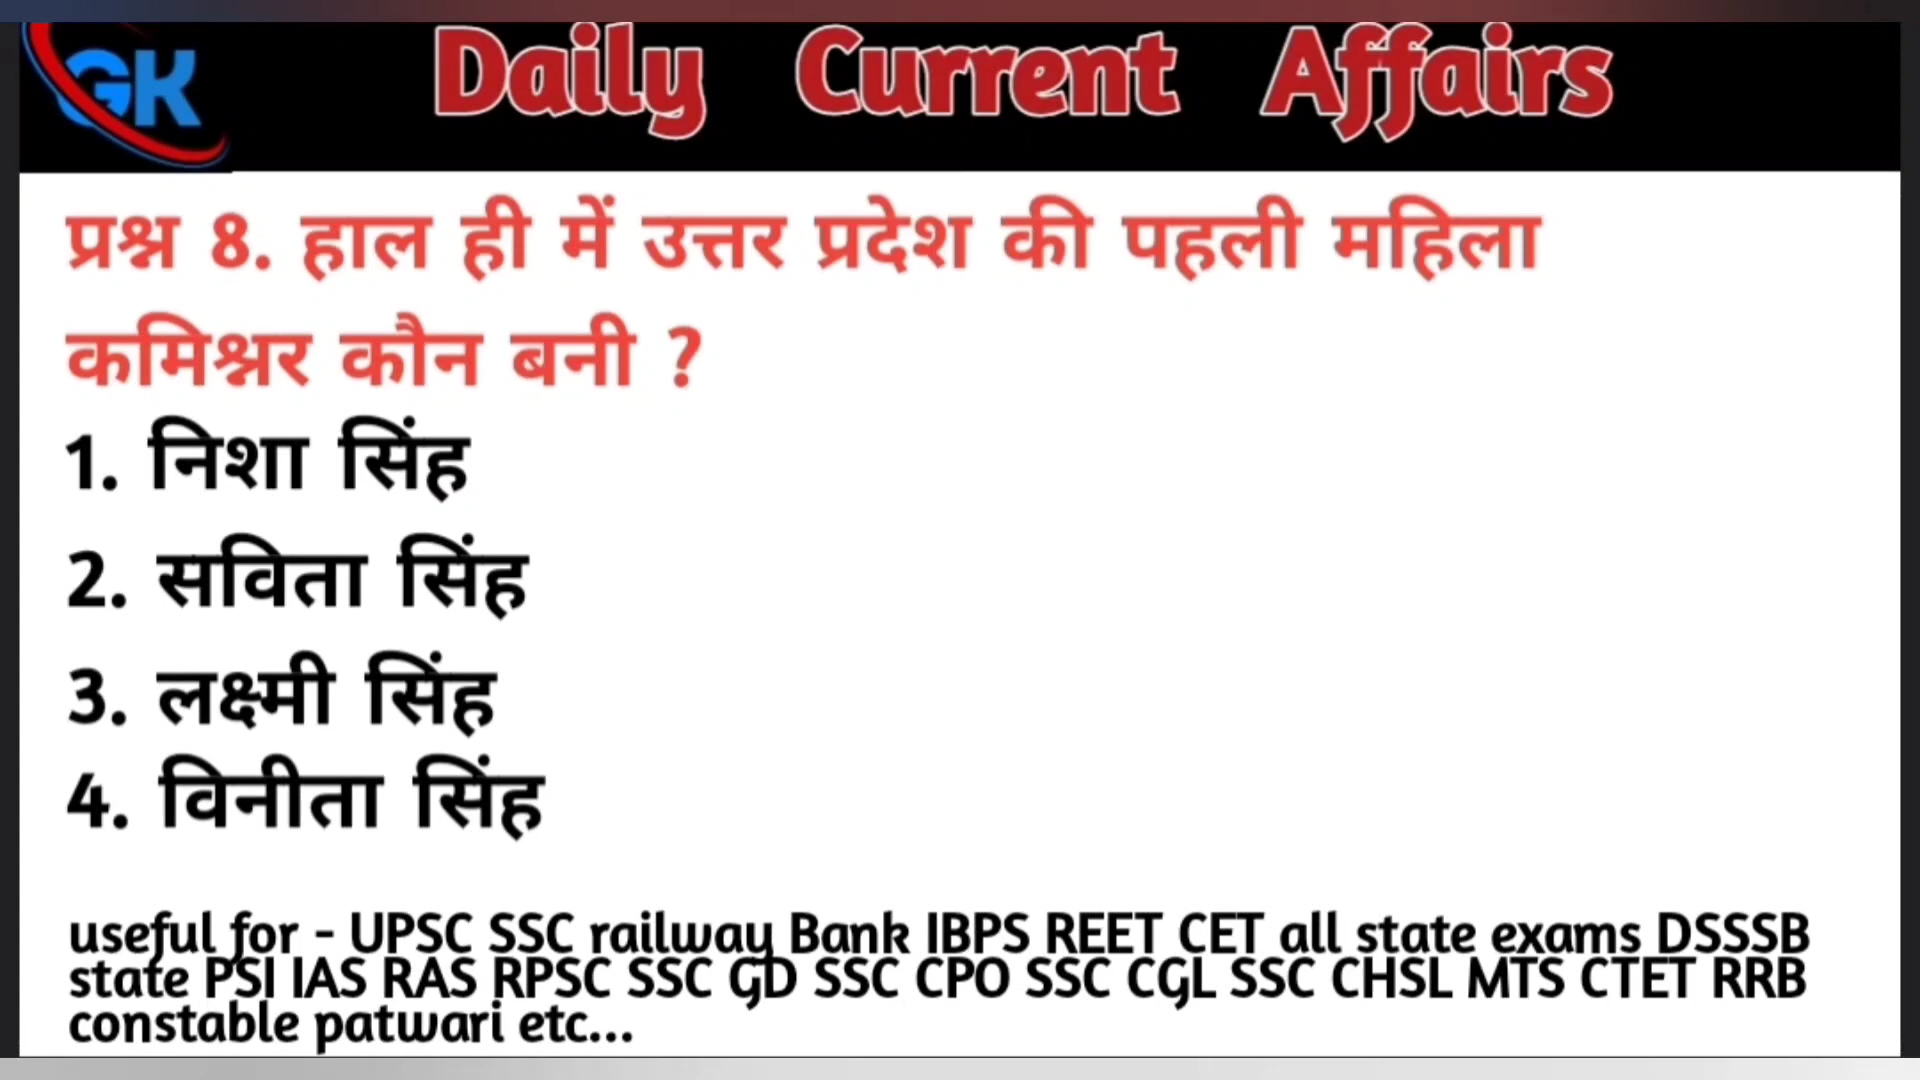 GK
Daily Current Affairs
प्रश्न 8. हाल ही में उत्तर प्रदेश की पहली महिला
कमिश्नर कौन बनी ?
1. निशा सिंह
2. सविता सिंह
3. लक्ष्मी सिंह
4. विनीता सिंह
useful for - UPSC SSC railway Bank IBPS REET CET all state exams DSSSB
state PSI IAS RAS RPSC SSC GD SSC CPO SSC CGL SSC CHSL MTS CTET RRB
constable patwari etc...